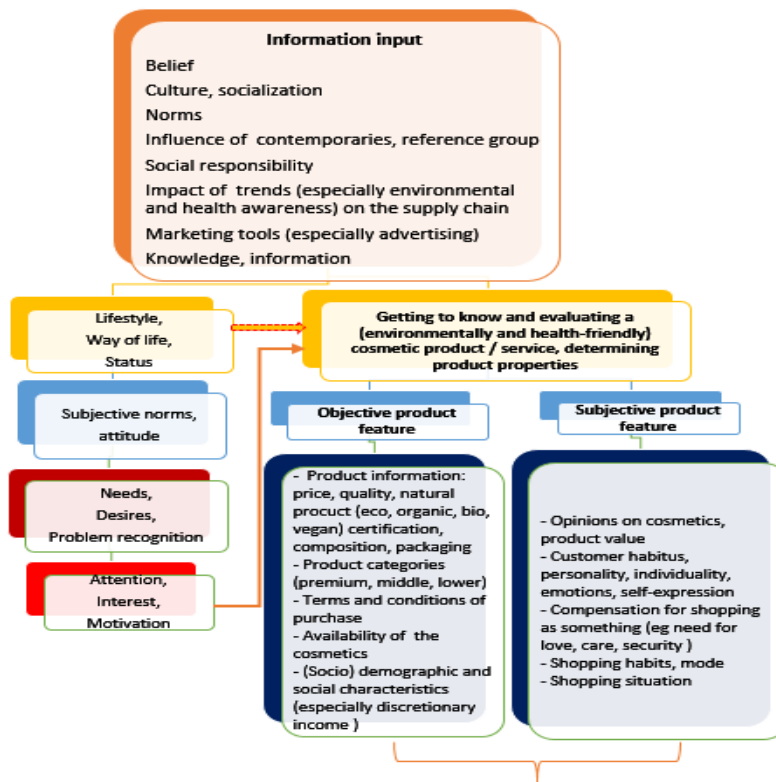 Information input
Belief
Culture, socialization
Norms
Influence of contemporaries, reference group
Social responsibility
Impact of trends (especially environmental
and health awareness) on the supply chain
Marketing tools (especially advertising)
Knowledge, information
Lifestyle,
Way of life,
Status
Getting to know and evaluating a
(environmentally and health-friendly)
cosmetic product / service, determining
product properties
Subjective norms,
attitude
Objective product
feature
Subjective product
feature
Needs,
Desires,
Problem recognition
Attention,
Interest,
Motivation
- Product information:
price, quality, natural
procuct (eco, organic, bio,
vegan) certification,
composition, packaging
- Product categories
(premium, middle, lower)
- Terms and conditions of
purchase
- Availability of the
cosmetics
- (Socio) demographic and
social characteristics
(especially discretionary
income )
- Opinions on cosmetics,
product value
- Customer habitus,
personality, individuality,
emotions, self-expression
- Compensation for shopping
as something (eg need for
love, care, security )
- Shopping habits, mode
- Shopping situation